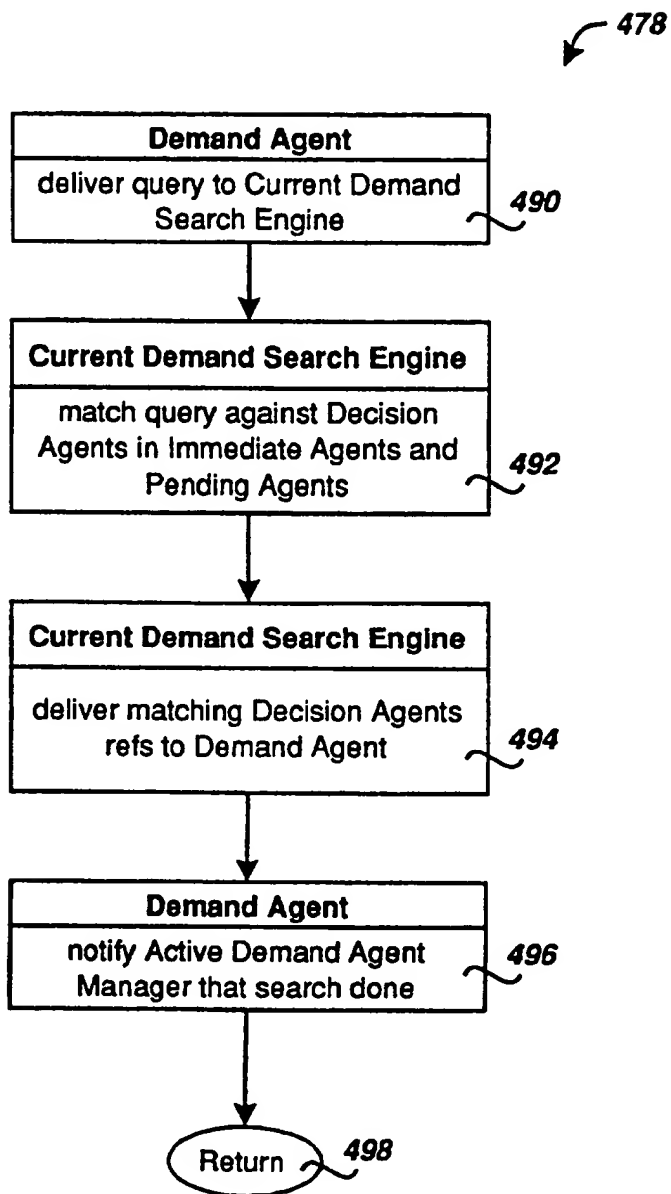 478
Demand Agent
deliver query to Current Demand
Search Engine
490
Current Demand Search Engine
match query against Decision
Agents in Immediate Agents and
Pending Agents
492
Current Demand Search Engine
deliver matching Decision Agents
refs to Demand Agent
494
Demand Agent
notify Active Demand Agent
Manager that search done
496
Return
498